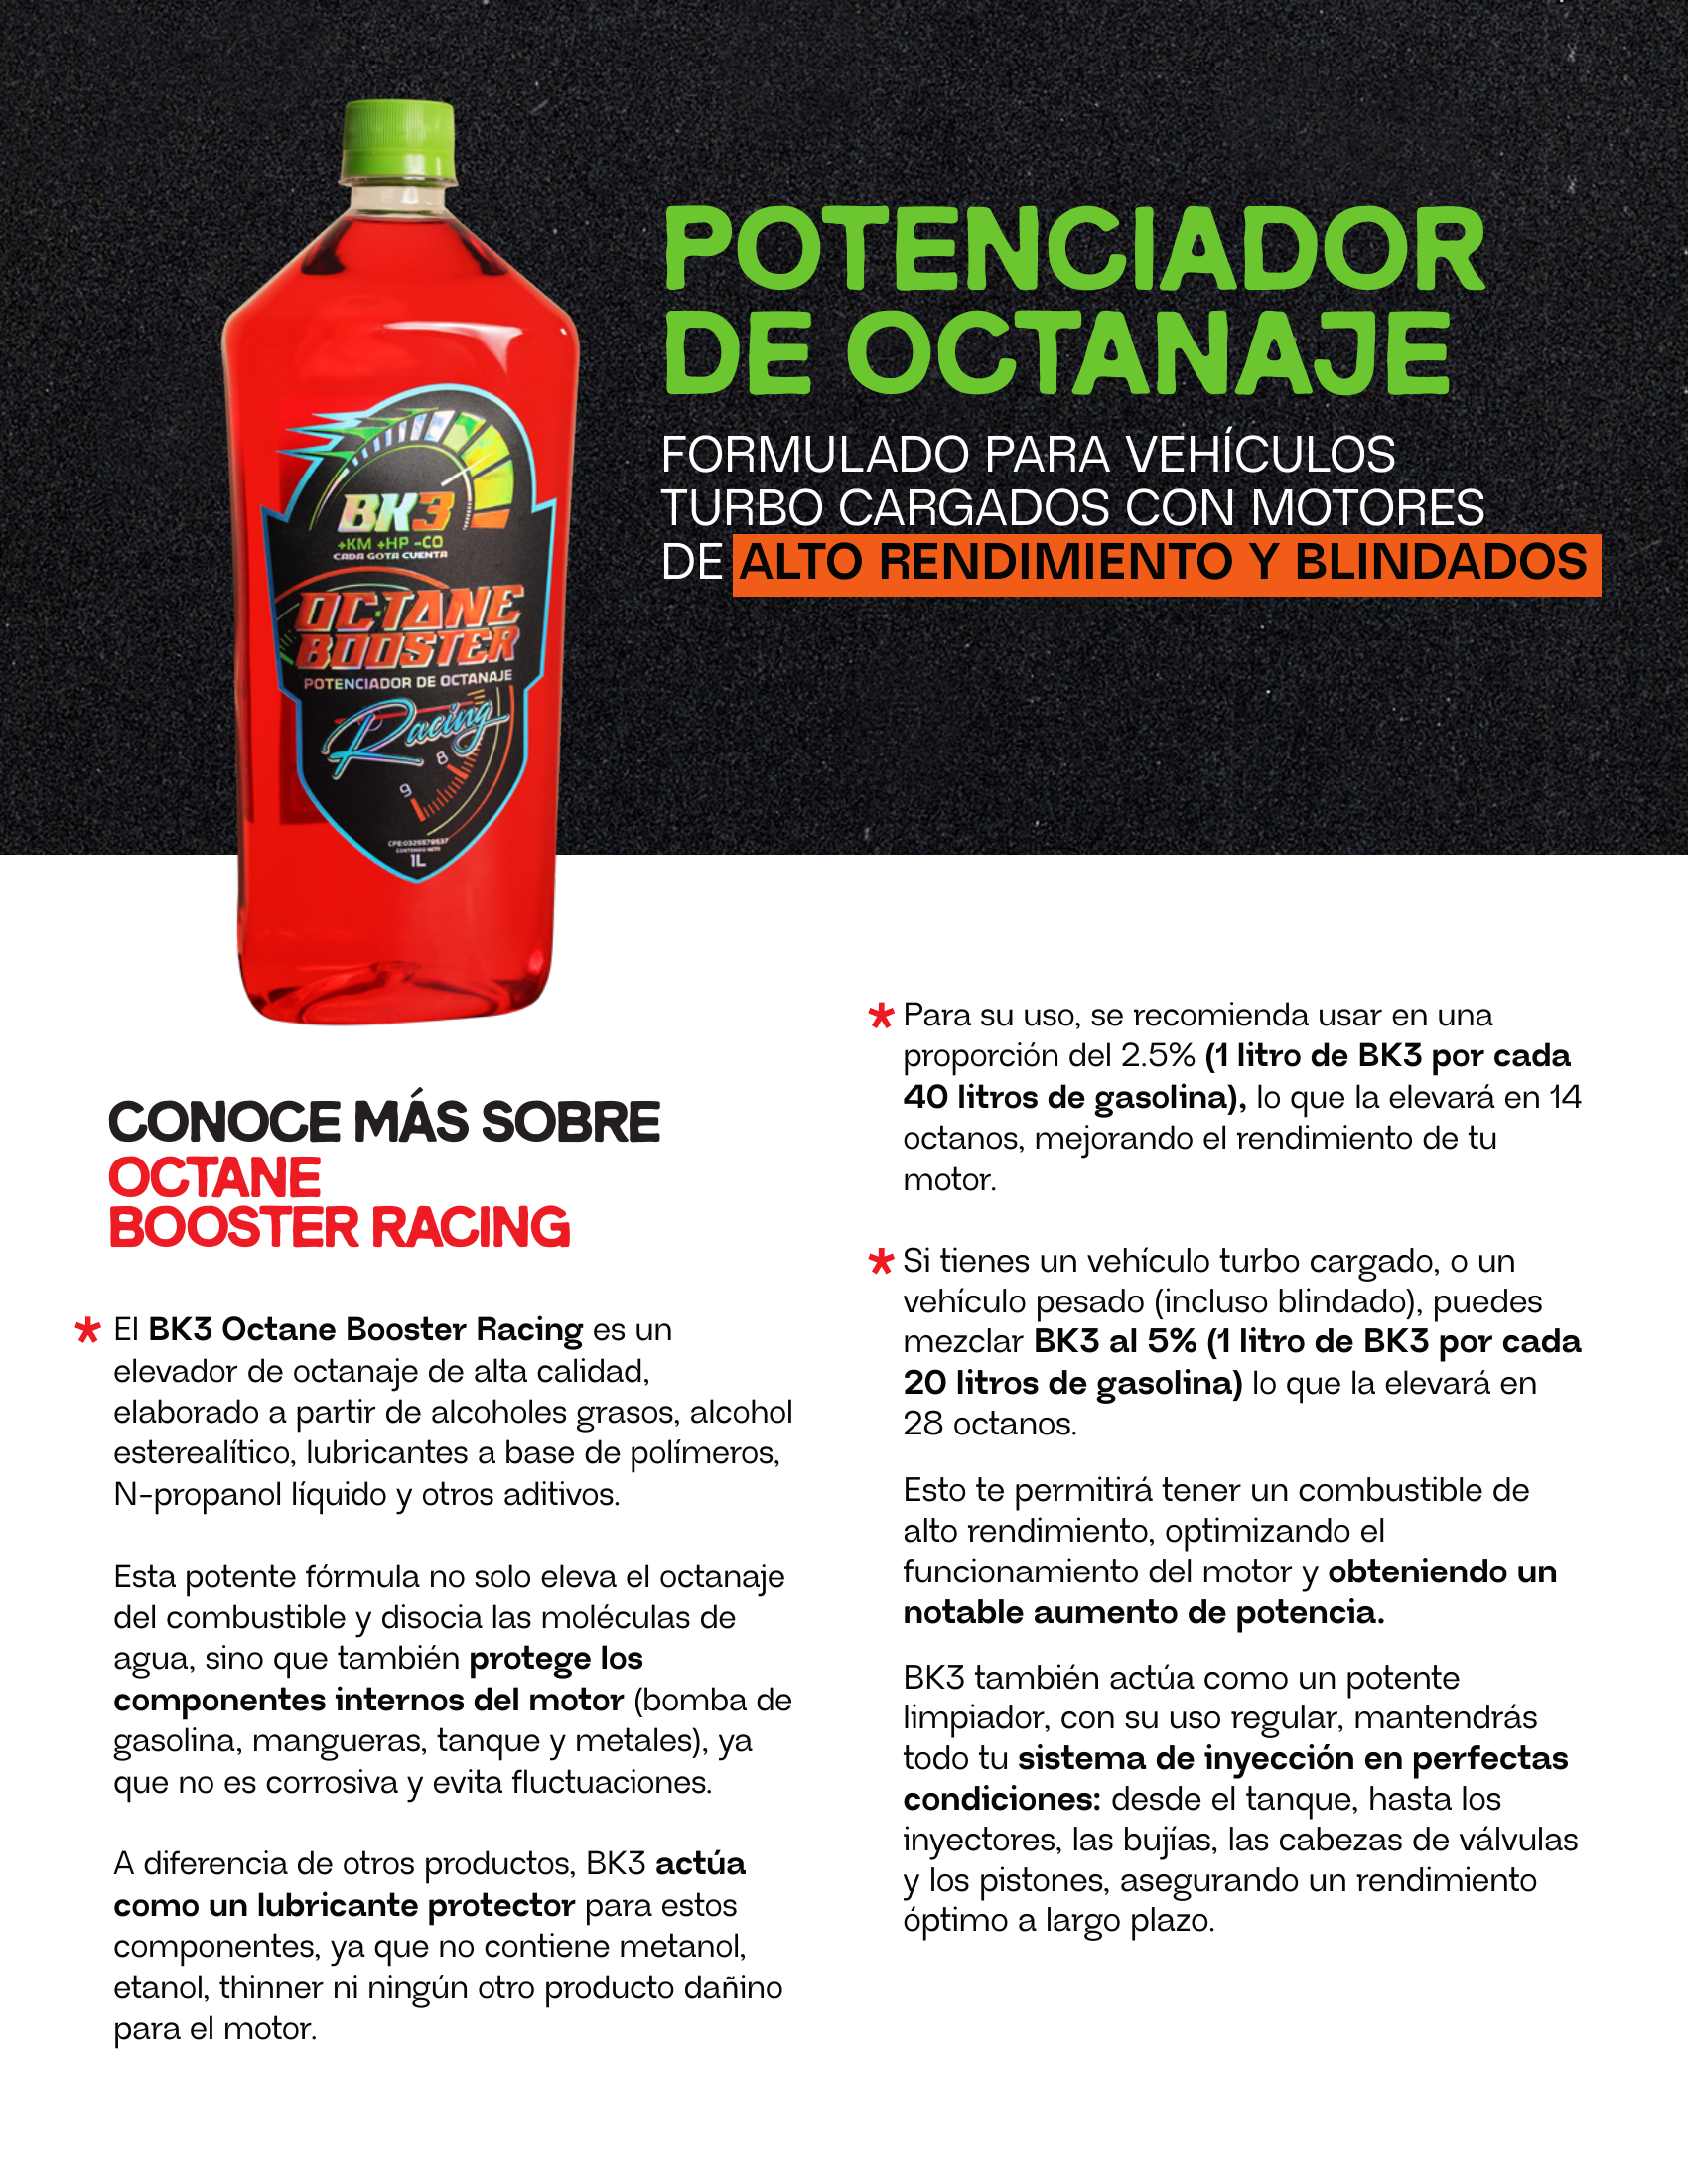 BK3
+KM +HP -CO
CADA GOTA CUENTA
OCTANE
BOOSTER
POTENCIADOR DE OCTANAJE
Racing
8
9
CONTENIDO NETO
1L
POTENCIADOR
DE OCTANAJE
FORMULADO PARA VEHÍCULOS
TURBO CARGADOS CON MOTORES
DE ALTO RENDIMIENTO Y BLINDADOS
CONOCE MÁS SOBRE
OCTANE
BOOSTER RACING
* El BK3 Octane Booster Racing es un
elevador de octanaje de alta calidad,
elaborado a partir de alcoholes grasos, alcohol
esterealítico, lubricantes a base de polímeros,
N-propanol líquido y otros aditivos.
Esta potente fórmula no solo eleva el octanaje
del combustible y disocia las moléculas de
agua, sino que también protege los
componentes internos del motor (bomba de
gasolina, mangueras, tanque y metales), ya
que no es corrosiva y evita fluctuaciones.
A diferencia de otros productos, BK3 actúa
como un lubricante protector para estos
componentes, ya que no contiene metanol,
etanol, thinner ni ningún otro producto dañino
para el motor.
* Para su uso, se recomienda usar en una
proporción del 2.5% (1 litro de BK3 por cada
40 litros de gasolina), lo que la elevará en 14
octanos, mejorando el rendimiento de tu
motor.
* Si tienes un vehículo turbo cargado, o un
vehículo pesado (incluso blindado), puedes
mezclar BK3 al 5% (1 litro de BK3 por cada
20 litros de gasolina) lo que la elevará en
28 octanos.
Esto te permitirá tener un combustible de
alto rendimiento, optimizando el
funcionamiento del motor y obteniendo un
notable aumento de potencia.
BK3 también actúa como un potente
limpiador, con su uso regular, mantendrás
todo tu sistema de inyección en perfectas
condiciones: desde el tanque, hasta los
inyectores, las bujías, las cabezas de válvulas
y los pistones, asegurando un rendimiento
óptimo a largo plazo.